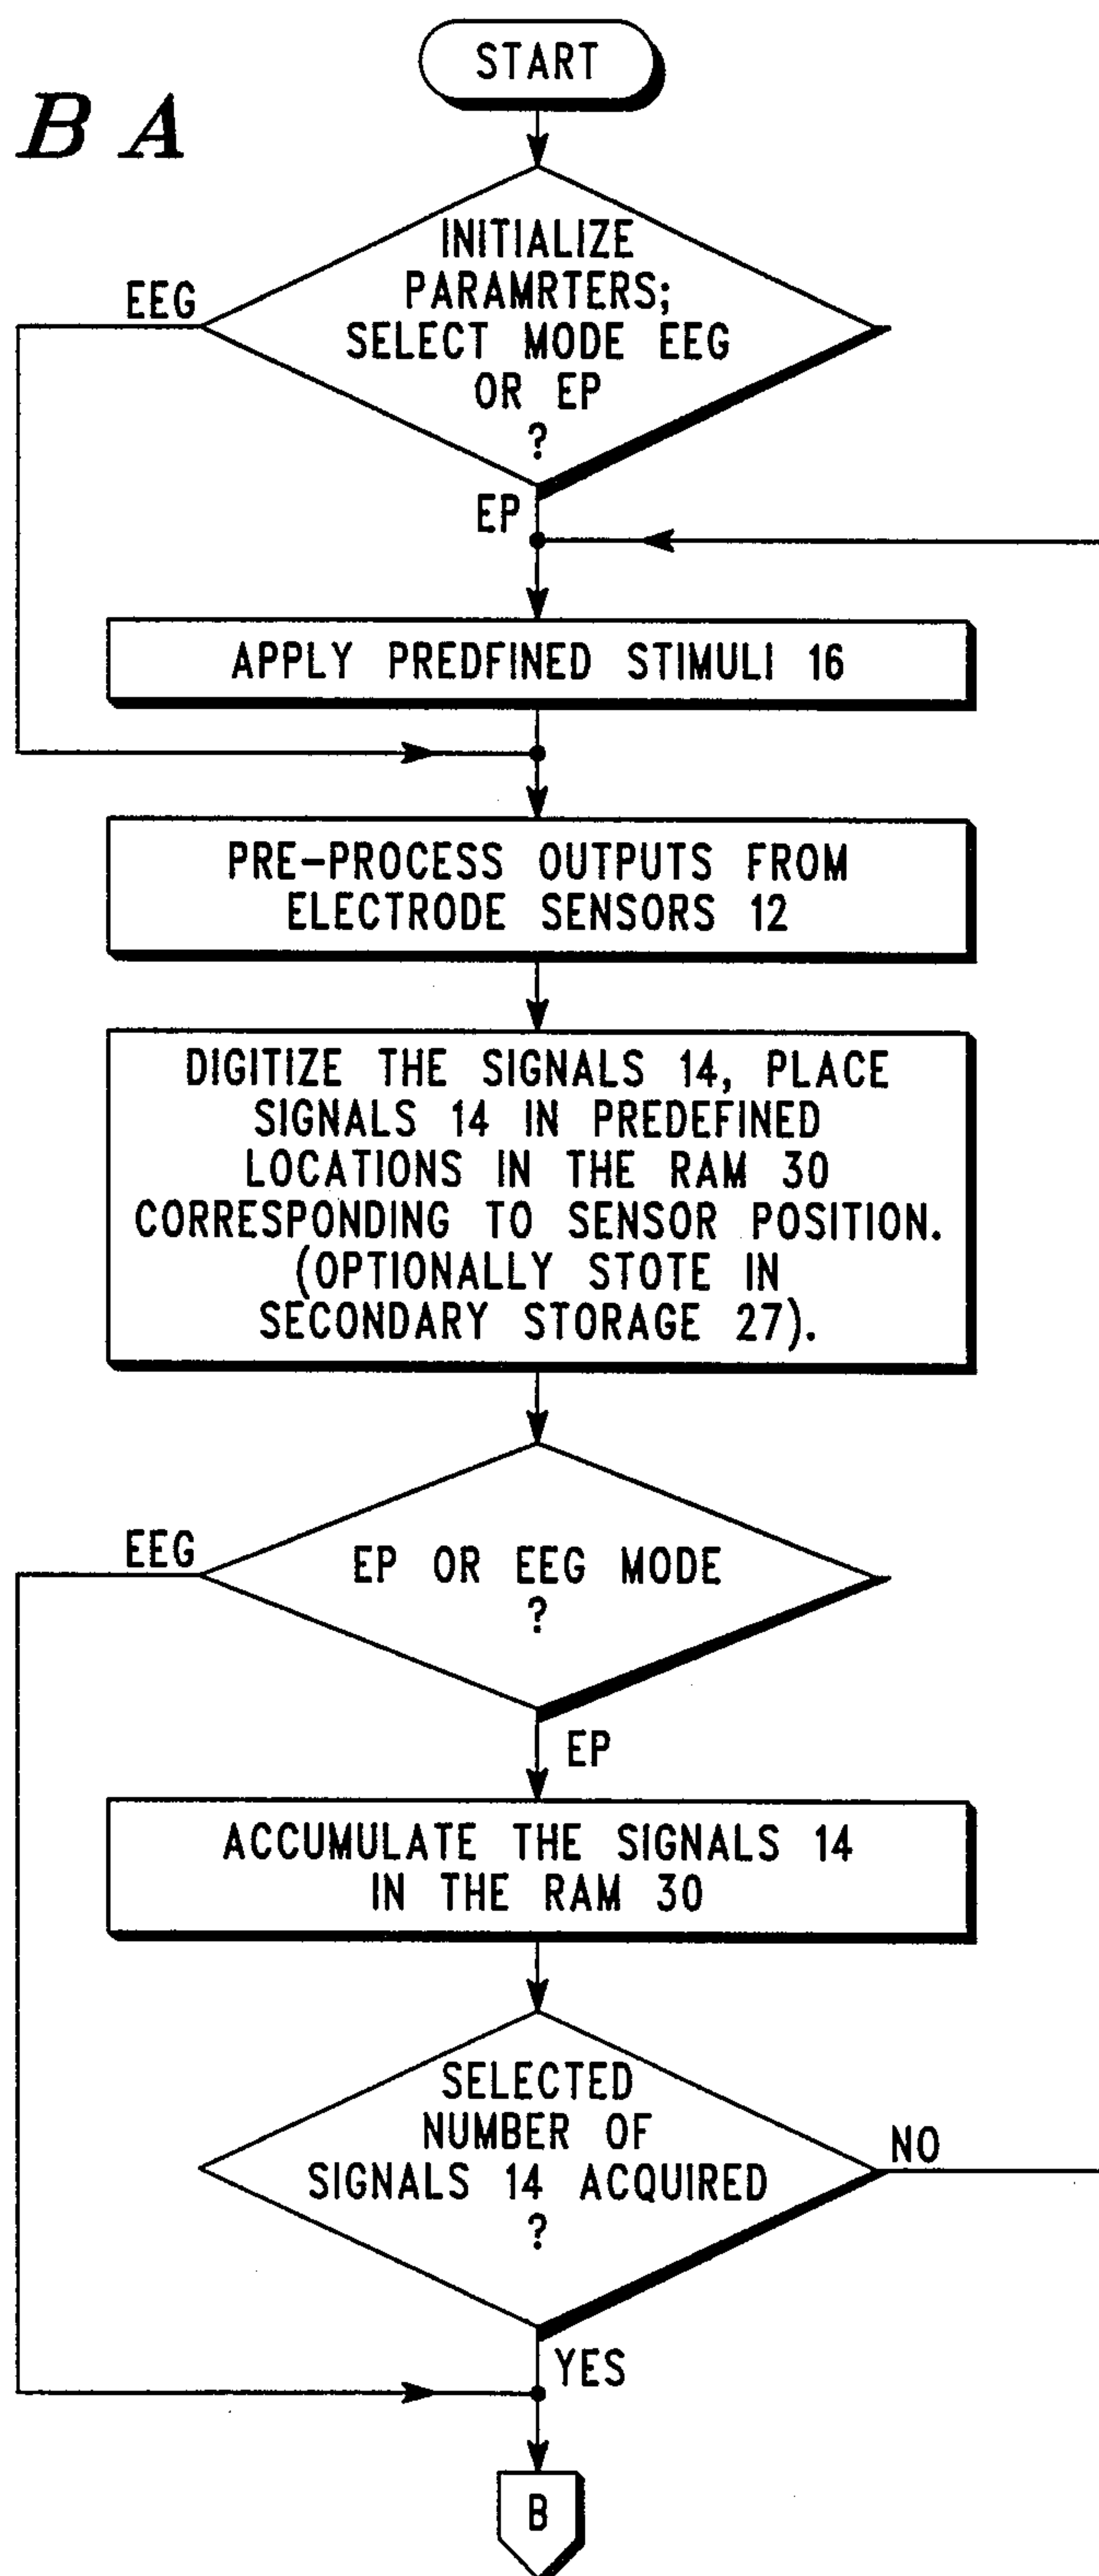 START
B A
INITIALIZE
PARAMRTERS;
SELECT MODE EEG
OR EP
?
EEG
EP
APPLY PREDFINED STIMULI 16
PRE-PROCESS OUTPUTS FROM
ELECTRODE SENSORS 12
DIGITIZE THE SIGNALS 14, PLACE
SIGNALS 14 IN PREDEFINED
LOCATIONS IN THE RAM 30
CORRESPONDING TO SENSOR POSITION.
(OPTIONALLY STOTE IN
SECONDARY STORAGE 27).
EEG
EP OR EEG MODE
?
EP
ACCUMULATE THE SIGNALS 14
IN THE RAM 30
SELECTED
NUMBER OF
SIGNALS 14 ACQUIRED
?
NO
YES
B